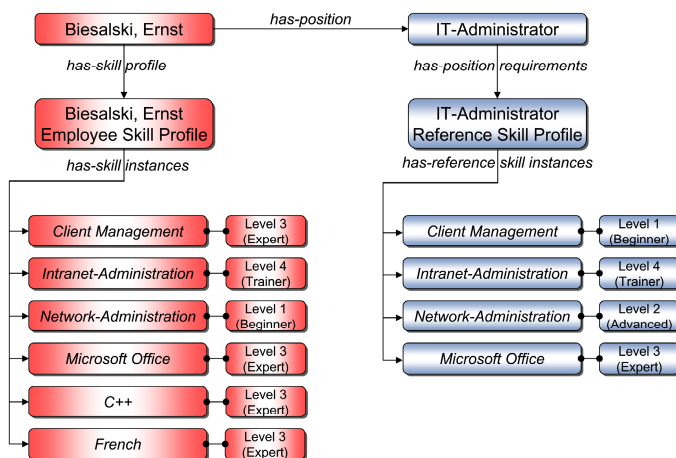 has-position
Biesalski, Ernst
IT-Administrator
has-skill profile
has-position requirements
Biesalski, Ernst
Employee Skill Profile
IT-Administrator
Reference Skill Profile
has-skill instances
has-reference skill instances
Client Management
Level 3
(Expert)
Intranet-Administration
Level 4
(Trainer)
Network-Administration
Level 1
(Beginner)
Microsoft Office
Level 3
(Expert)
C++
Level 3
(Expert)
French
Level 3
(Expert)
Client Management
Level 1
(Beginner)
Intranet-Administration
Level 4
(Trainer)
Network-Administration
Level 2
(Advanced)
Microsoft Office
Level 3
(Expert)